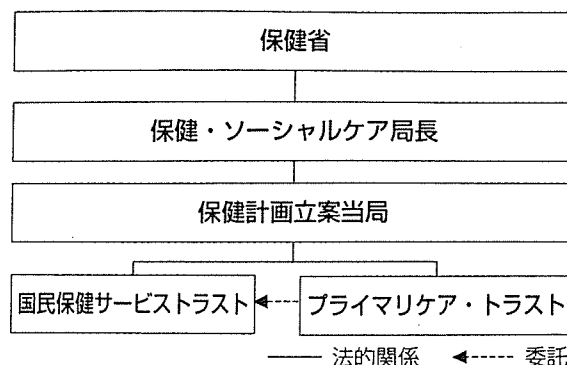 保健省
保健・ソーシャルケア局長
保健計画立案当局
国民保健サービストラスト
プライマリケア・トラスト
法的関係
委託